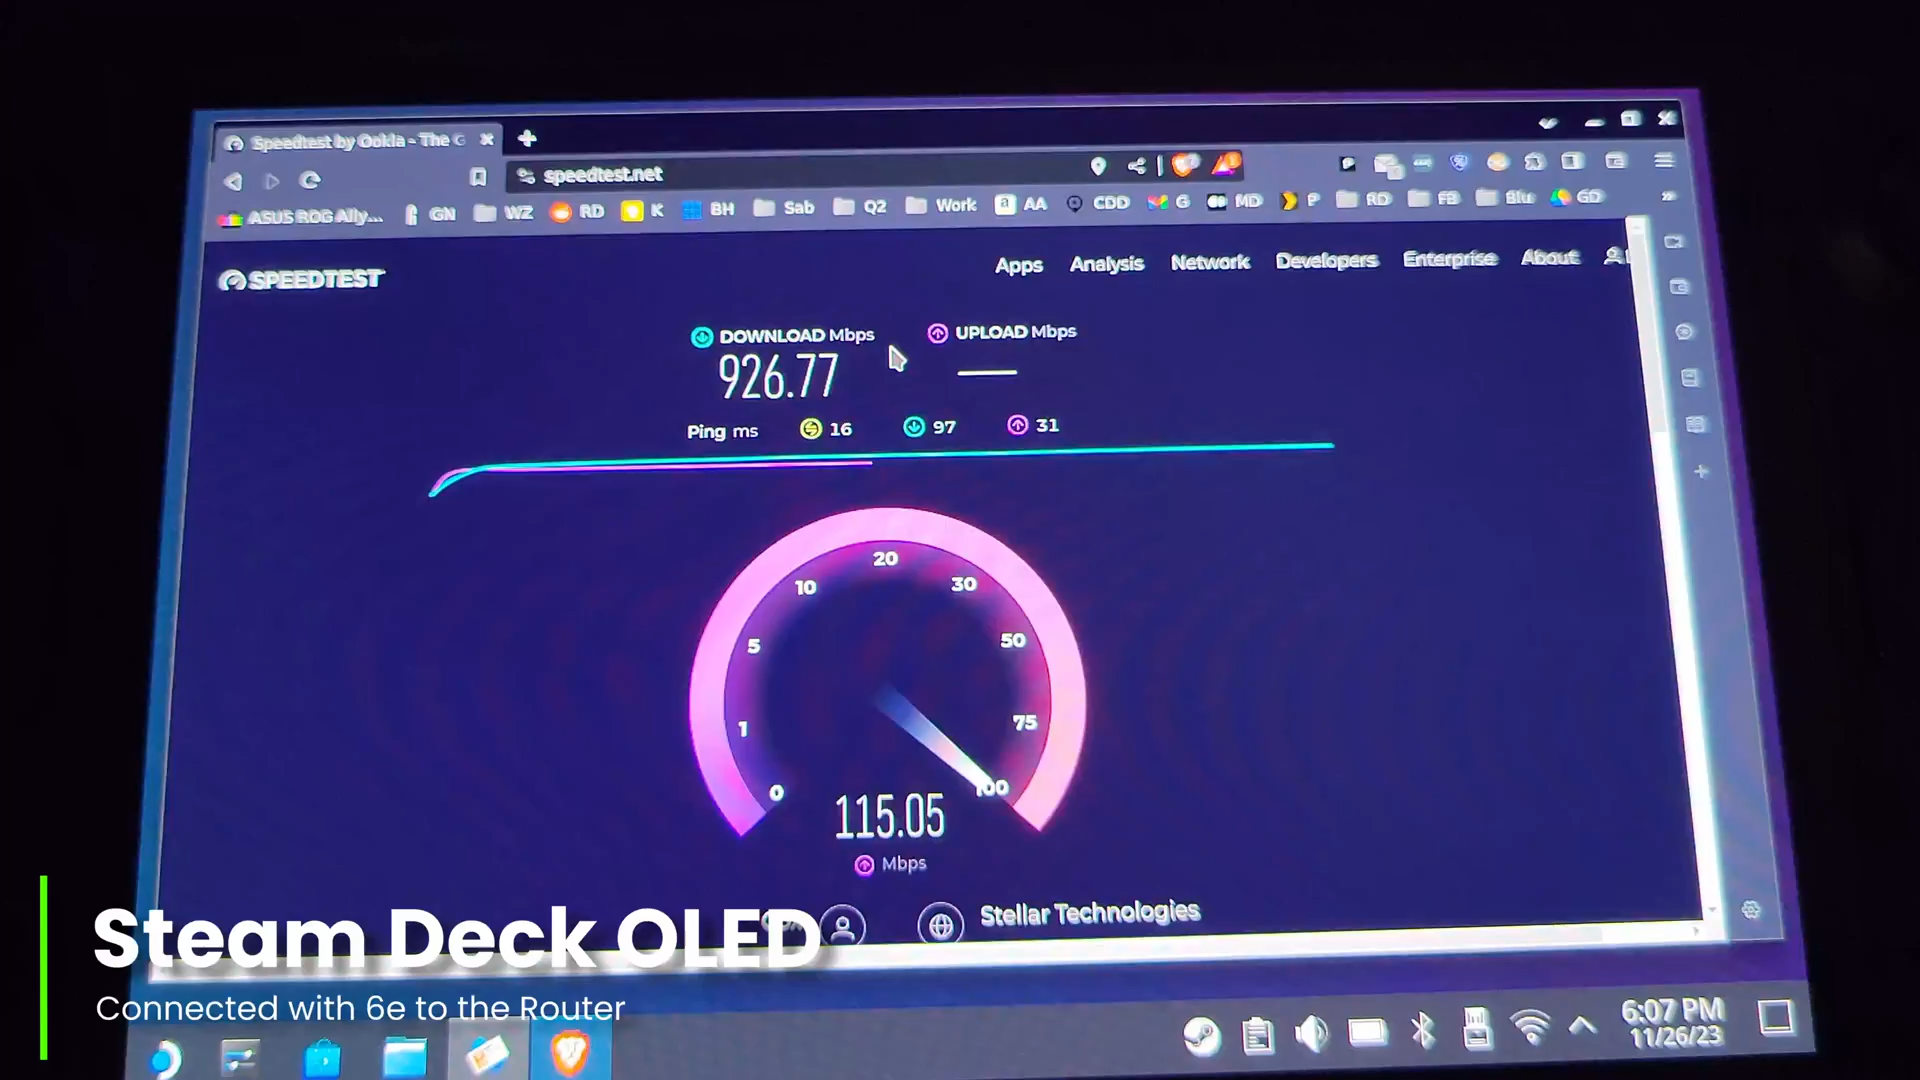 Speedtest by Ookla - The G
speedtest.net
ASUS ROG Ally... GN WZ RD K BH Sab Q2 Work AA CDD G MD P RD FB Blu GD
SPEEDTEST
Apps Analysis Network Developers Enterprise About
DOWNLOAD Mbps UPLOAD Mbps
926.77
Ping ms 16 97 31
20
10 30
5 50
1 75
0 100
115.05
Mbps
Stellar Technologies
Steam Deck OLED
Connected with 6e to the Router
6:07 PM
11/26/23